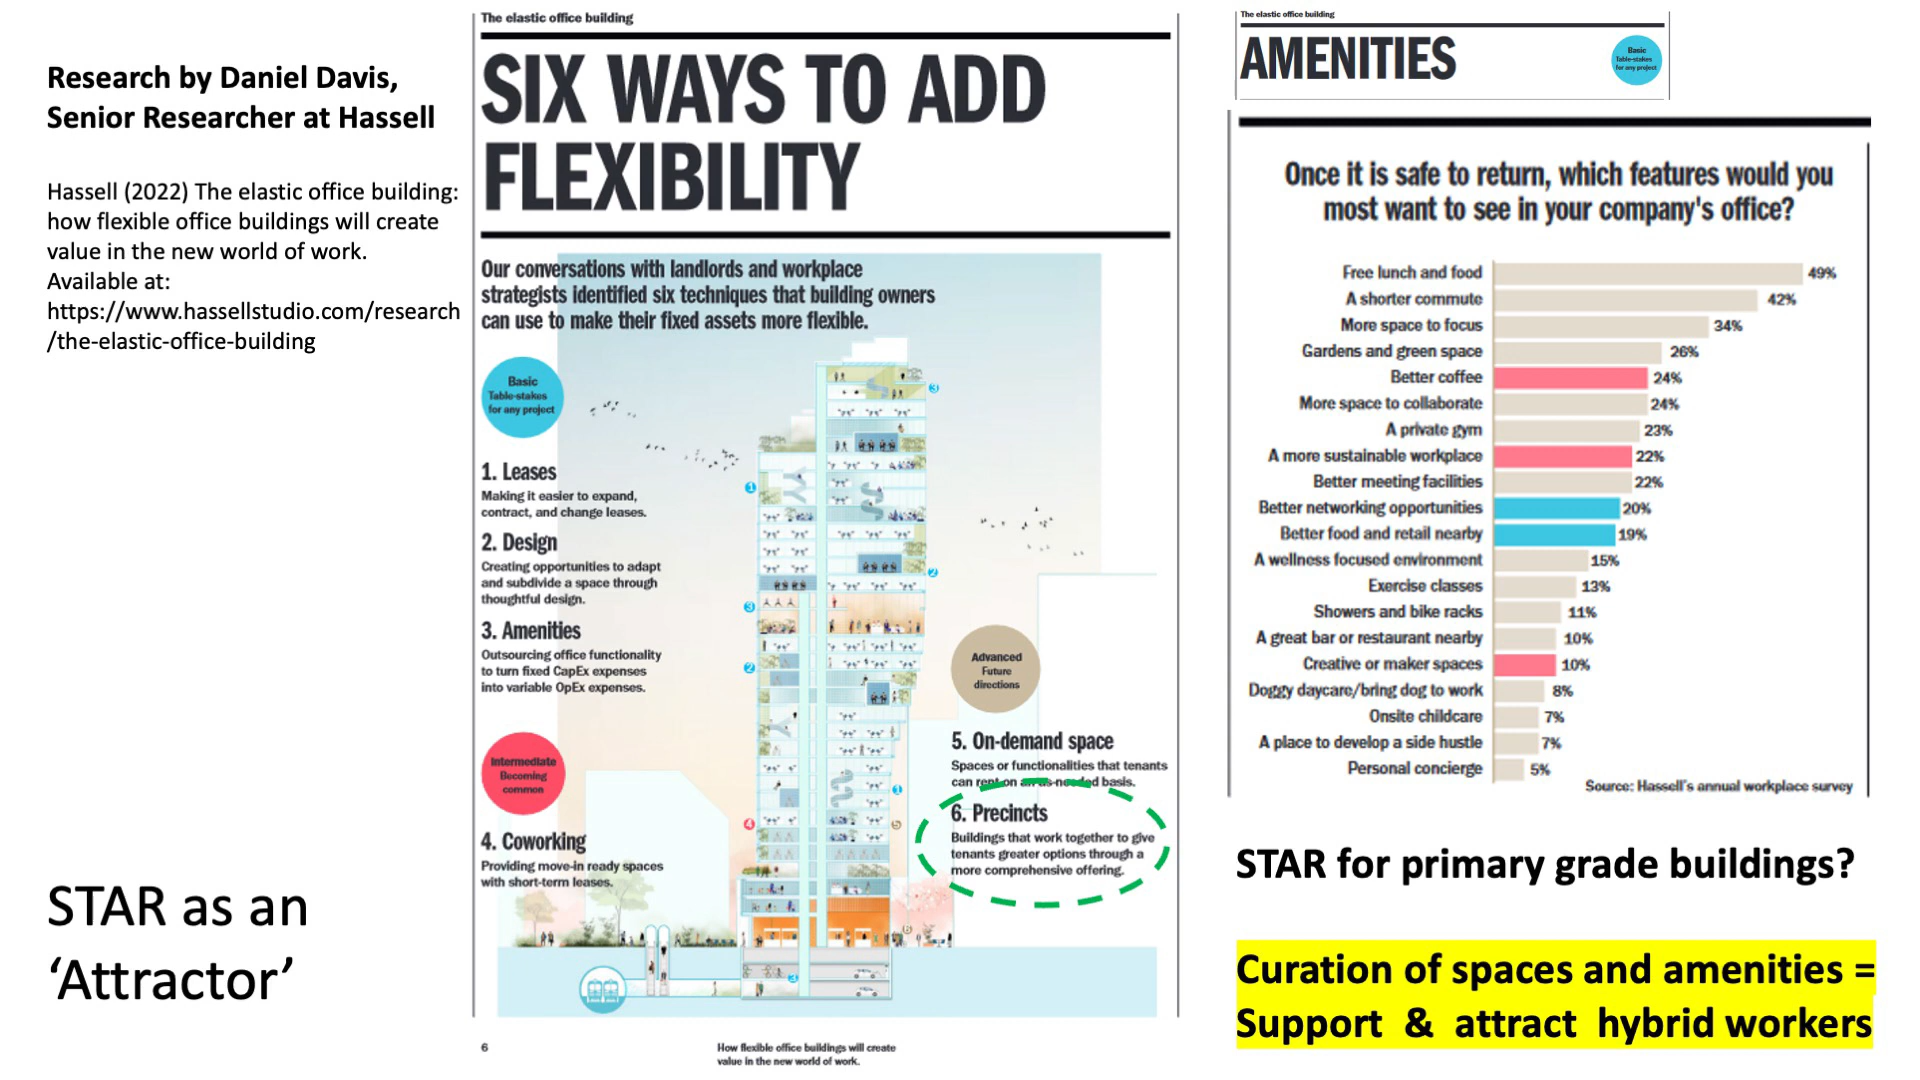 Research by Daniel Davis,
Senior Researcher at Hassell
Hassell (2022) The elastic office building:
how flexible office buildings will create
value in the new world of work.
Available at:
https://www.hassellstudio.com/research
/the-elastic-office-building
STAR as an
‘Attractor’
The elastic office building
SIX WAYS TO ADD
FLEXIBILITY
Our conversations with landlords and workplace
strategists identified six techniques that building owners
can use to make their fixed assets more flexible.
Basic
Table-stakes
for any project
1. Leases
Making it easier to expand,
contract, and change leases.
2. Design
Creating opportunities to adapt
and subdivide a space through
thoughtful design.
3. Amenities
Outsourcing office functionality
to turn fixed CapEx expenses
into variable OpEx expenses.
Intermediate
Becoming
common
4. Coworking
Providing move-in ready spaces
with short-term leases.
3
1
2
3
2
1
4
5
6
3
Advanced
Future
directions
5. On-demand space
Spaces or functionalities that tenants
can rent on an as-needed basis.
6. Precincts
Buildings that work together to give
tenants greater options through a
more comprehensive offering.
6
How flexible office buildings will create
value in the new world of work.
The elastic office building
AMENITIES
Basic
Table-stakes
for any project
Once it is safe to return, which features would you
most want to see in your company's office?
Free lunch and food 49%
A shorter commute 42%
More space to focus 34%
Gardens and green space 26%
Better coffee 24%
More space to collaborate 24%
A private gym 23%
A more sustainable workplace 22%
Better meeting facilities 22%
Better networking opportunities 20%
Better food and retail nearby 19%
A wellness focused environment 15%
Exercise classes 13%
Showers and bike racks 11%
A great bar or restaurant nearby 10%
Creative or maker spaces 10%
Doggy daycare/bring dog to work 8%
Onsite childcare 7%
A place to develop a side hustle 7%
Personal concierge 5%
Source: Hassell's annual workplace survey
STAR for primary grade buildings?
Curation of spaces and amenities =
Support & attract hybrid workers